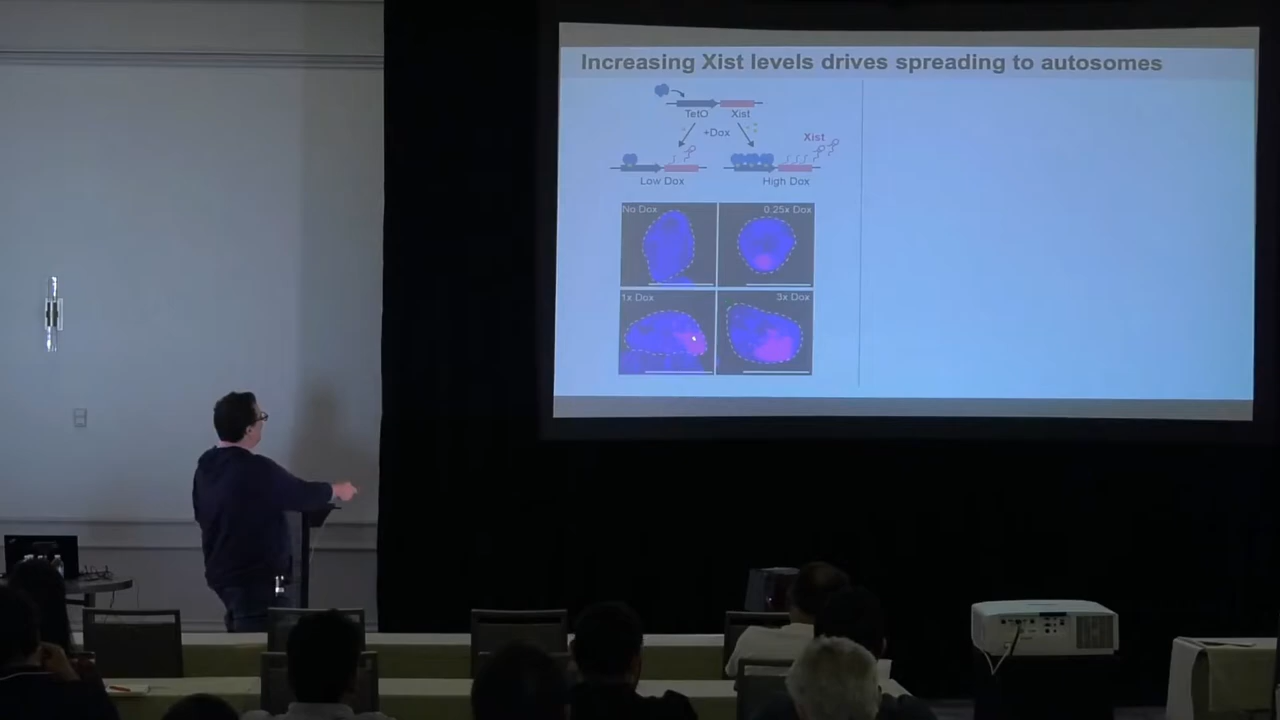 Increasing Xist levels drives spreading to autosomes
TetO Xist
+Dox
Xist
Low Dox High Dox
No Dox 0.25x Dox
1x Dox 3x Dox